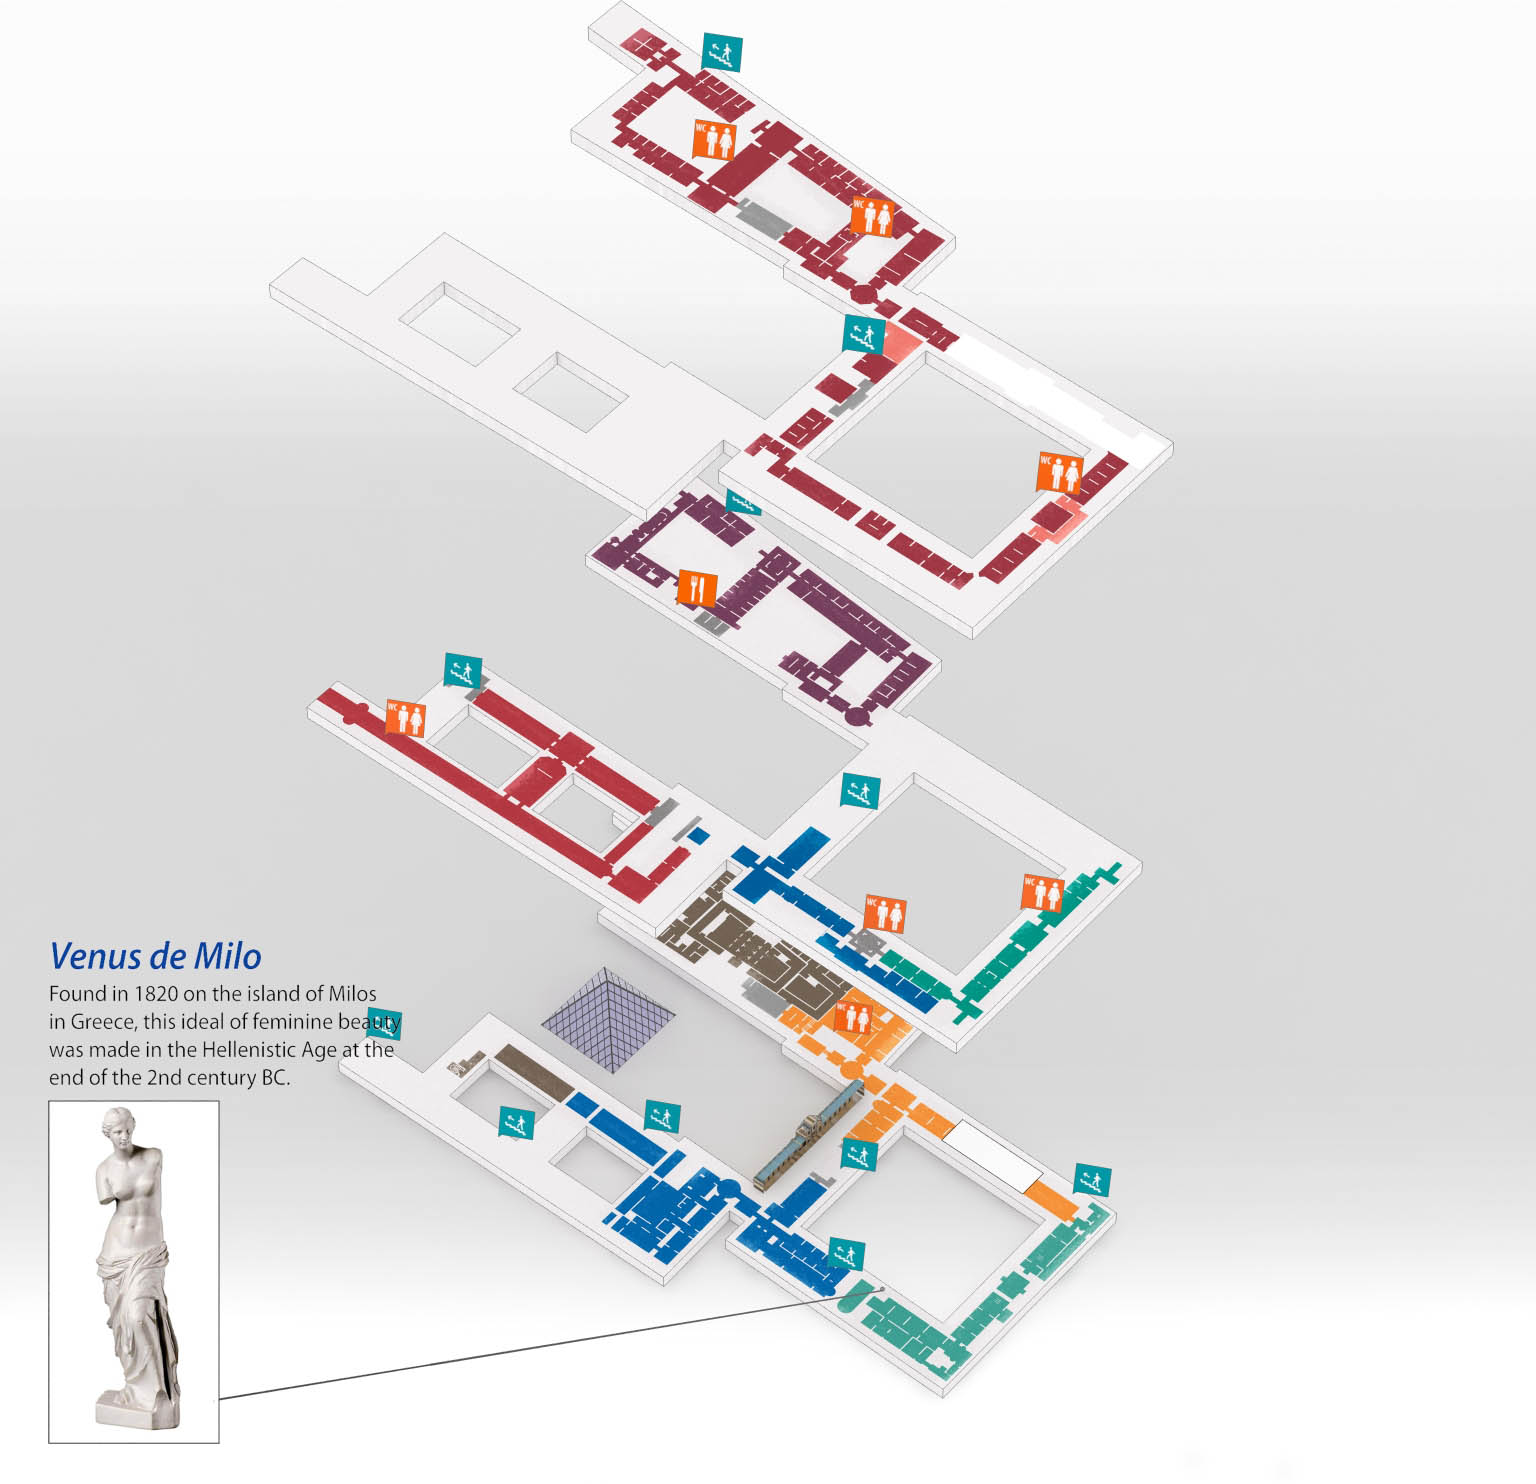 WC
WC
WC
WC
WC
WC
WC
Venus de Milo
Found in 1820 on the island of Milos
in Greece, this ideal of feminine beauty
was made in the Hellenistic Age at the
end of the 2nd century BC.